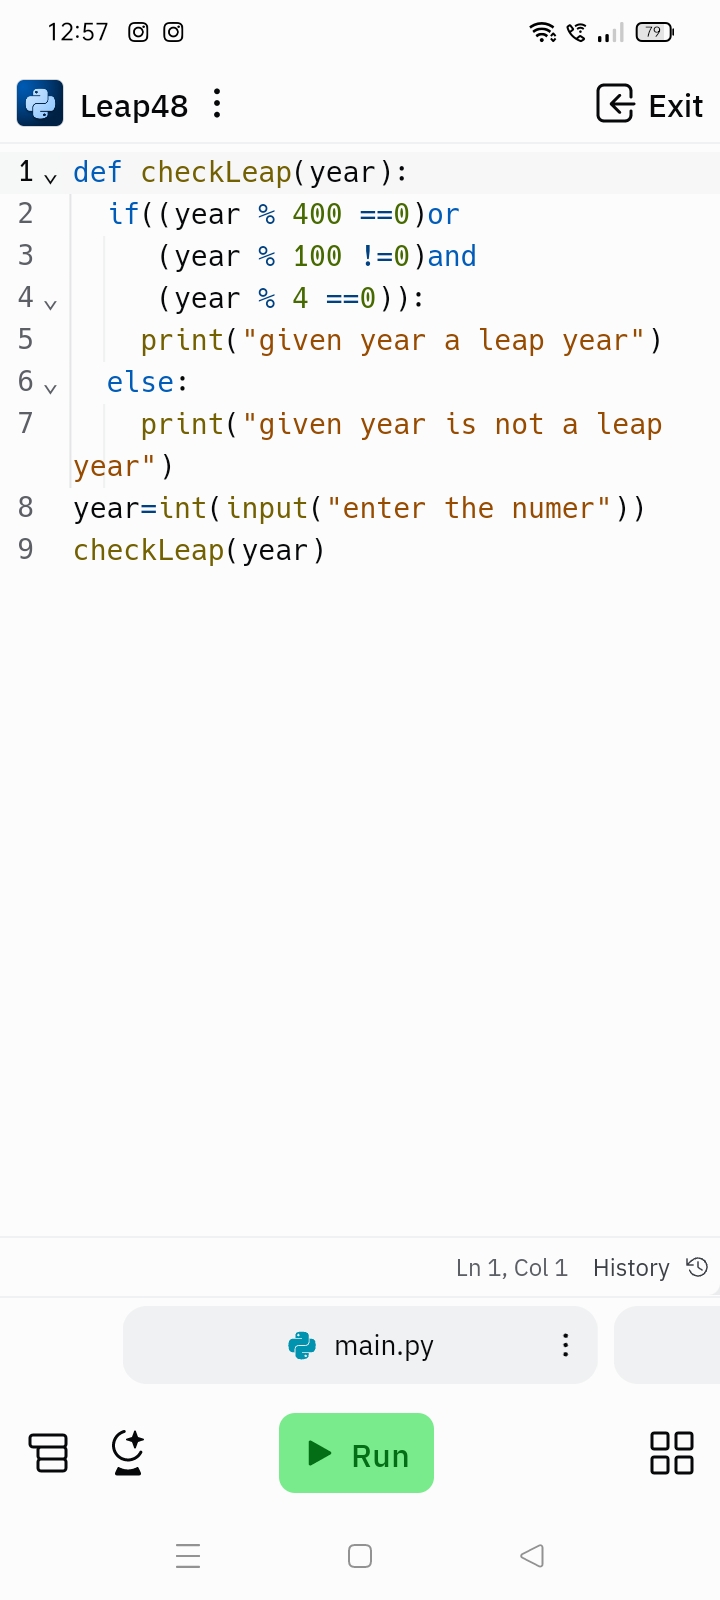 12:57 79
Leap48 Exit
1 def checkLeap(year):
2 if((year % 400 ==0)or
3 (year % 100 !=0)and
4 (year % 4 ==0)):
5 print("given year a leap year")
6 else:
7 print("given year is not a leap
year")
8 year=int(input("enter the numer"))
9 checkLeap(year)
Ln 1, Col 1 History
main.py
Run